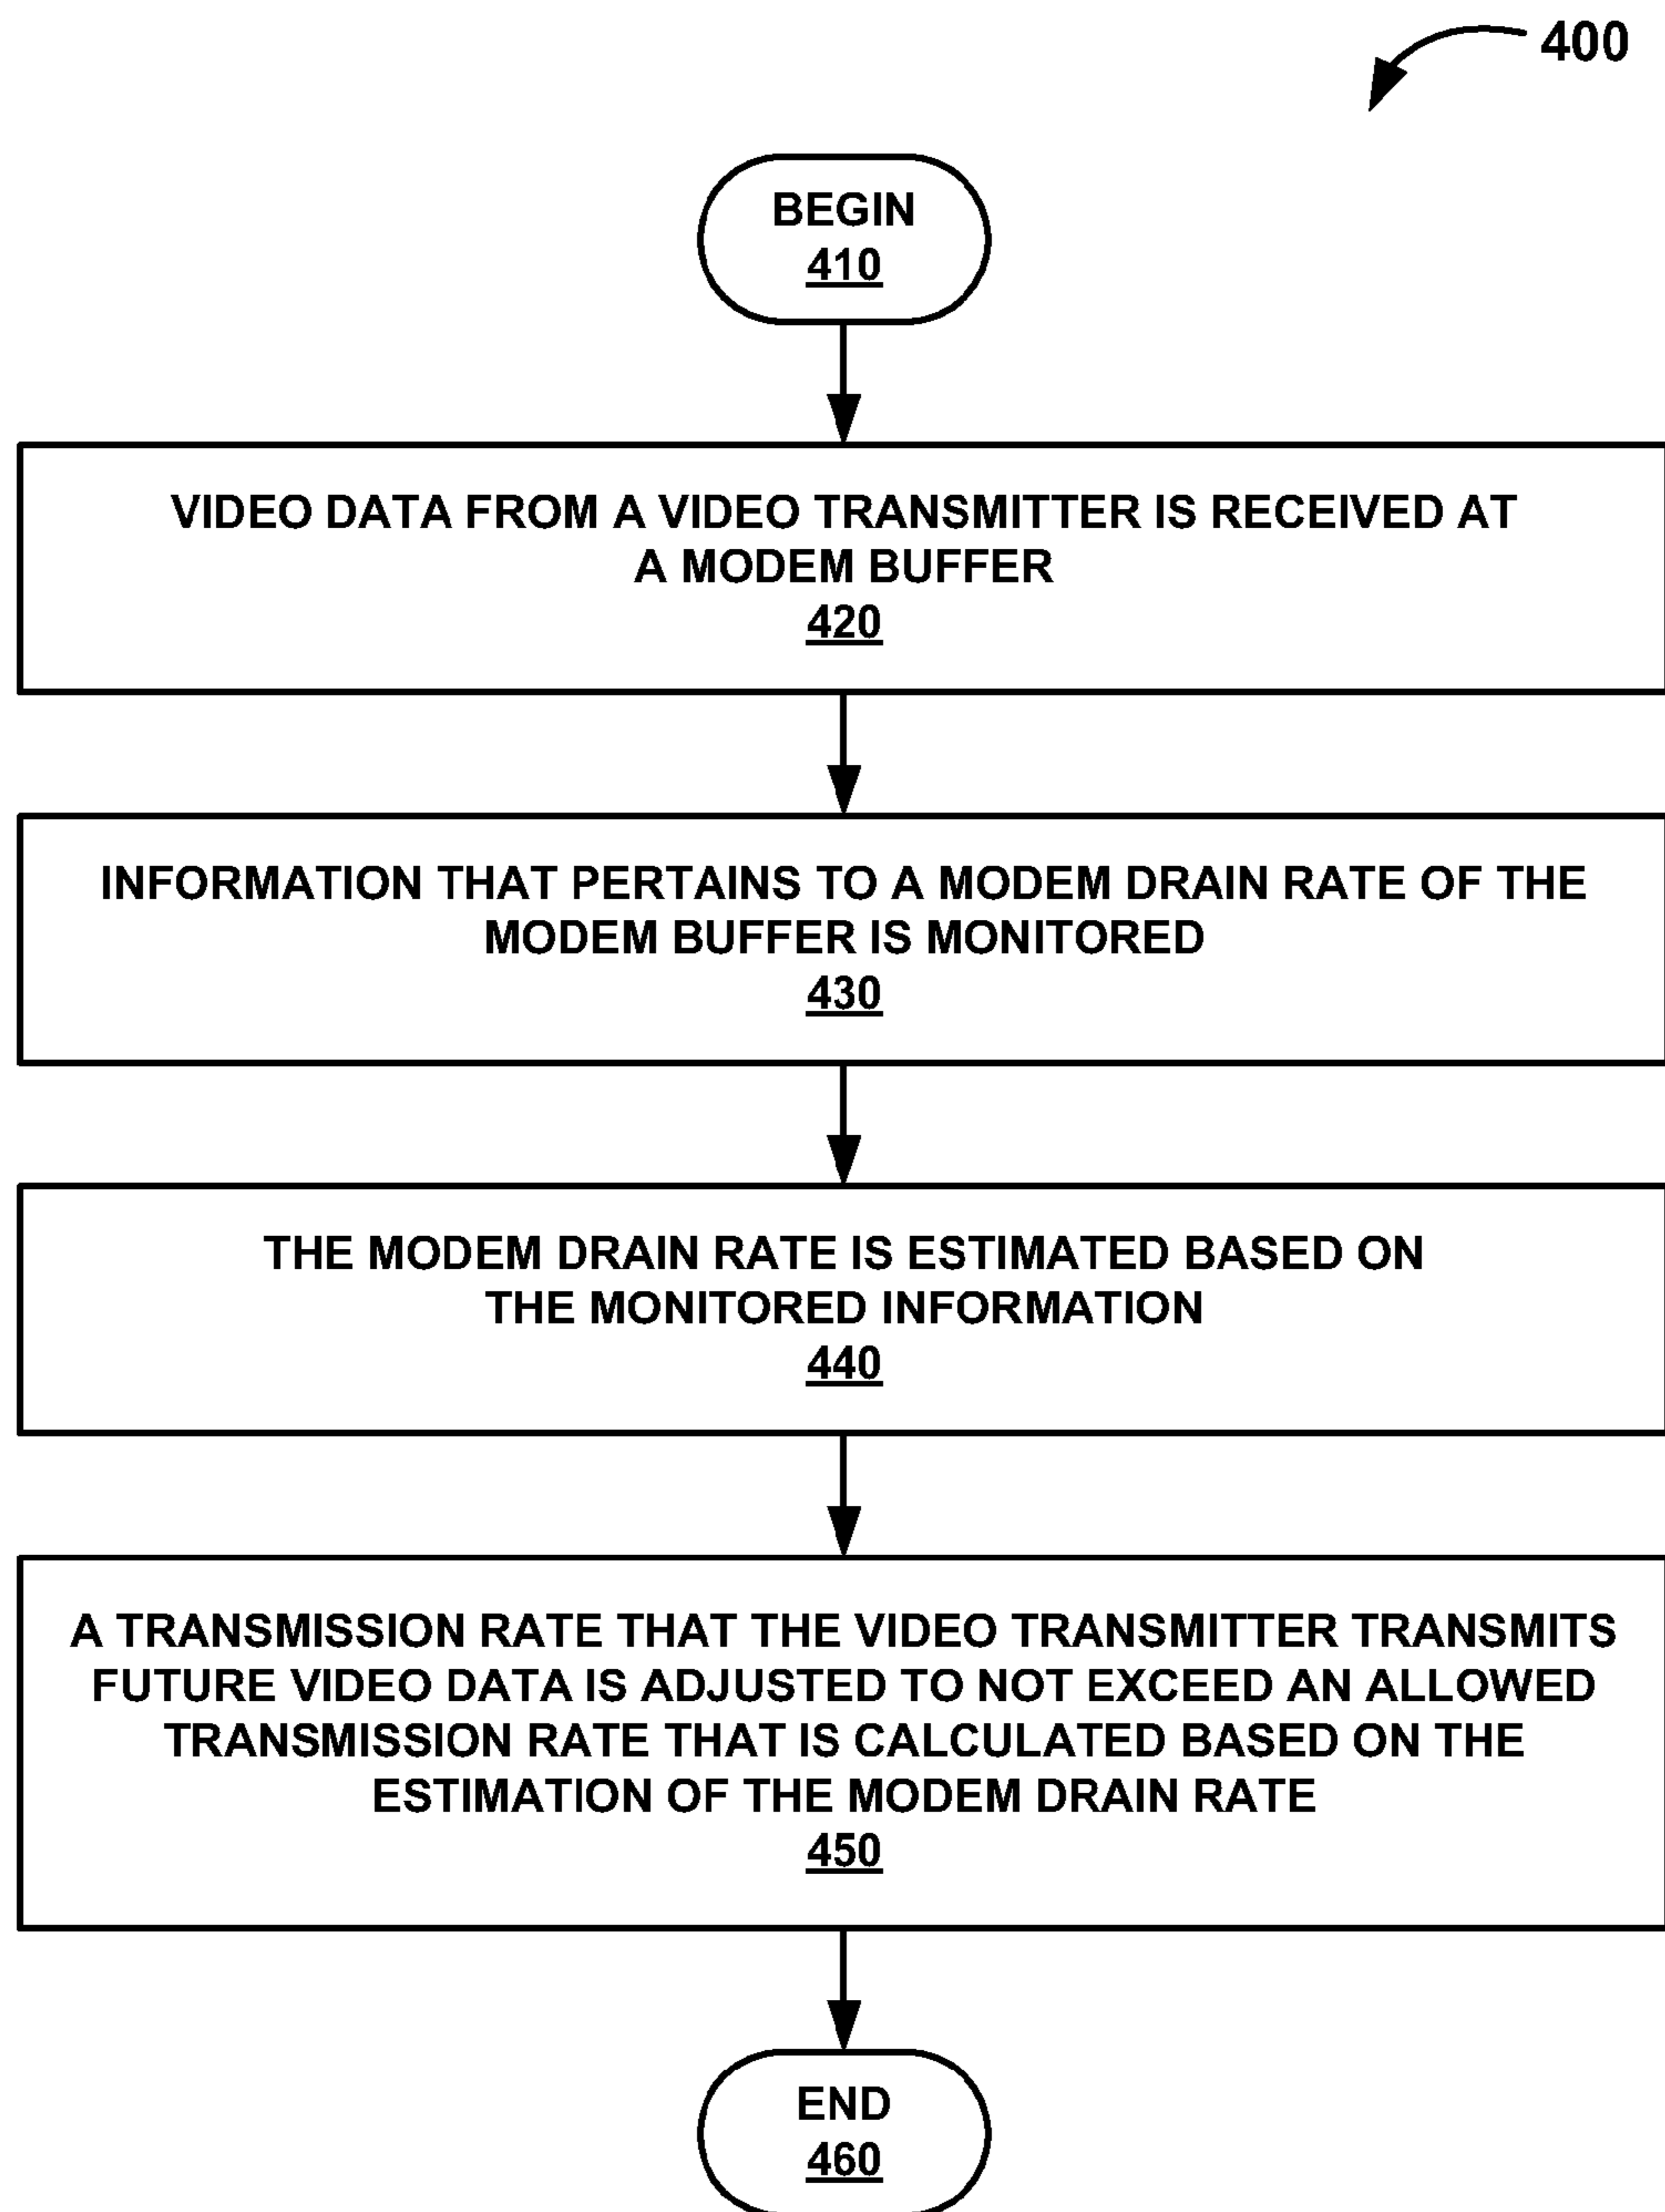 400
BEGIN
410
VIDEO DATA FROM A VIDEO TRANSMITTER IS RECEIVED AT
A MODEM BUFFER
420
INFORMATION THAT PERTAINS TO A MODEM DRAIN RATE OF THE
MODEM BUFFER IS MONITORED
430
THE MODEM DRAIN RATE IS ESTIMATED BASED ON
THE MONITORED INFORMATION
440
A TRANSMISSION RATE THAT THE VIDEO TRANSMITTER TRANSMITS
FUTURE VIDEO DATA IS ADJUSTED TO NOT EXCEED AN ALLOWED
TRANSMISSION RATE THAT IS CALCULATED BASED ON THE
ESTIMATION OF THE MODEM DRAIN RATE
450
END
460